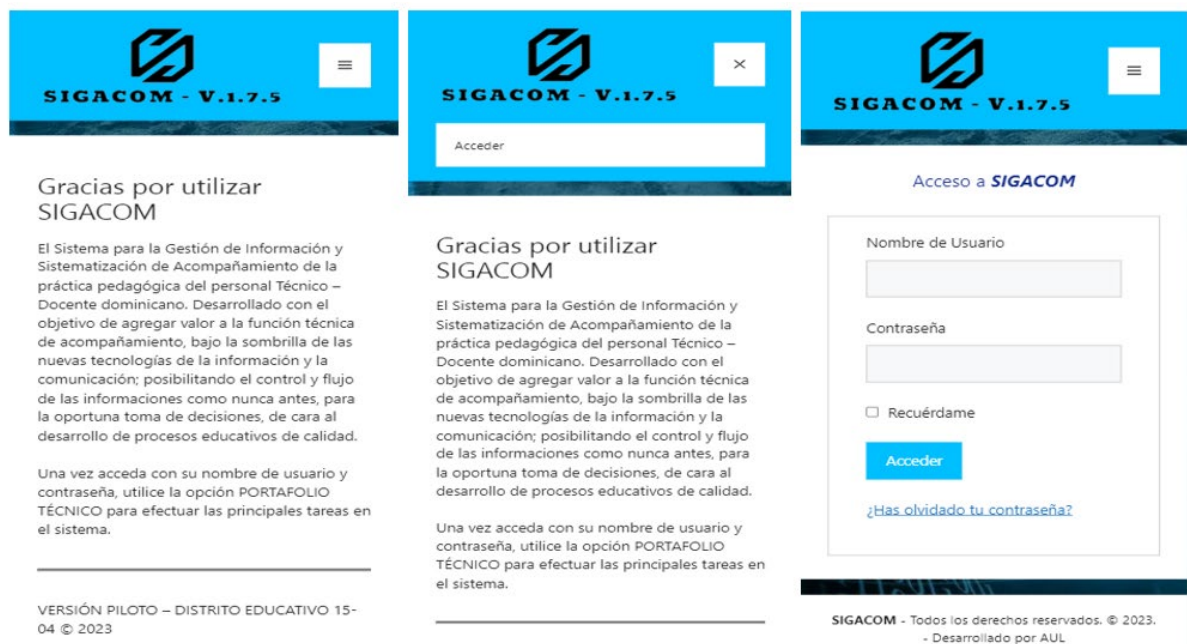 SIGACOM - V.1.7.5
Gracias por utilizar
SIGACOM
El Sistema para la Gestión de Información y
Sistematización de Acompañamiento de la
práctica pedagógica del personal Técnico –
Docente dominicano. Desarrollado con el
objetivo de agregar valor a la función técnica
de acompañamiento, bajo la sombrilla de las
nuevas tecnologías de la información y la
comunicación; posibilitando el control y flujo
de las informaciones como nunca antes, para
la oportuna toma de decisiones, de cara al
desarrollo de procesos educativos de calidad.
Una vez acceda con su nombre de usuario y
contraseña, utilice la opción PORTAFOLIO
TÉCNICO para efectuar las principales tareas en
el sistema.
VERSIÓN PILOTO – DISTRITO EDUCATIVO 15-
04 © 2023
SIGACOM - V.1.7.5
Acceder
Gracias por utilizar
SIGACOM
El Sistema para la Gestión de Información y
Sistematización de Acompañamiento de la
práctica pedagógica del personal Técnico –
Docente dominicano. Desarrollado con el
objetivo de agregar valor a la función técnica
de acompañamiento, bajo la sombrilla de las
nuevas tecnologías de la información y la
comunicación; posibilitando el control y flujo
de las informaciones como nunca antes, para
la oportuna toma de decisiones, de cara al
desarrollo de procesos educativos de calidad.
Una vez acceda con su nombre de usuario y
contraseña, utilice la opción PORTAFOLIO
TÉCNICO para efectuar las principales tareas en
el sistema.
SIGACOM - V.1.7.5
Acceso a SIGACOM
Nombre de Usuario
Contraseña
Recuérdame
Acceder
¿Has olvidado tu contraseña?
SIGACOM - Todos los derechos reservados. © 2023.
- Desarrollado por AUL